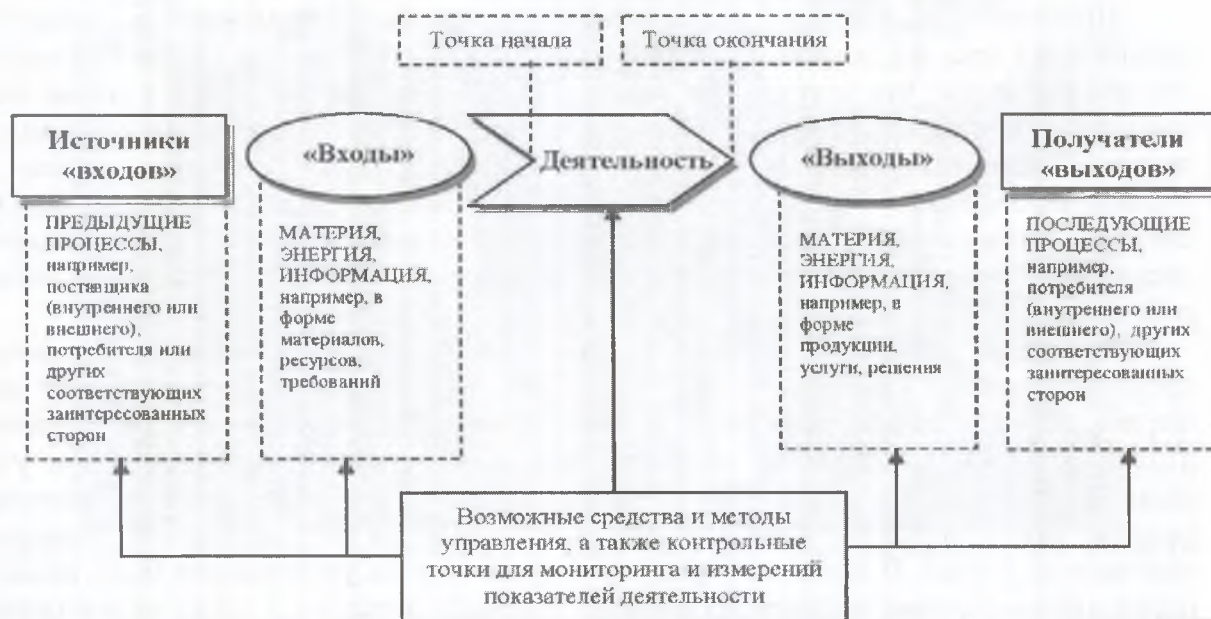 Точка начала
Точка окончания
Источники
«входов»
«Входы»
Деятельность
«Выходы»
Получатели
«выходов»
ПРЕДЫДУЩИЕ
ПРОЦЕССЫ,
например,
поставщика
(внутреннего или
внешнего),
потребителя или
других
соответствующих
заинтересованных
сторон
МАТЕРИЯ,
ЭНЕРГИЯ,
ИНФОРМАЦИЯ,
например, в
форме
материалов,
ресурсов,
требований
МАТЕРИЯ,
ЭНЕРГИЯ,
ИНФОРМАЦИЯ,
например, в
форме
продукции,
услуги, решения
ПОСЛЕДУЮЩИЕ
ПРОЦЕССЫ,
например,
потребителя
(внутреннего или
внешнего), других
соответствующих
заинтересованных
сторон
Возможные средства и методы
управления, а также контрольные
точки для мониторинга и измерений
показателей деятельности